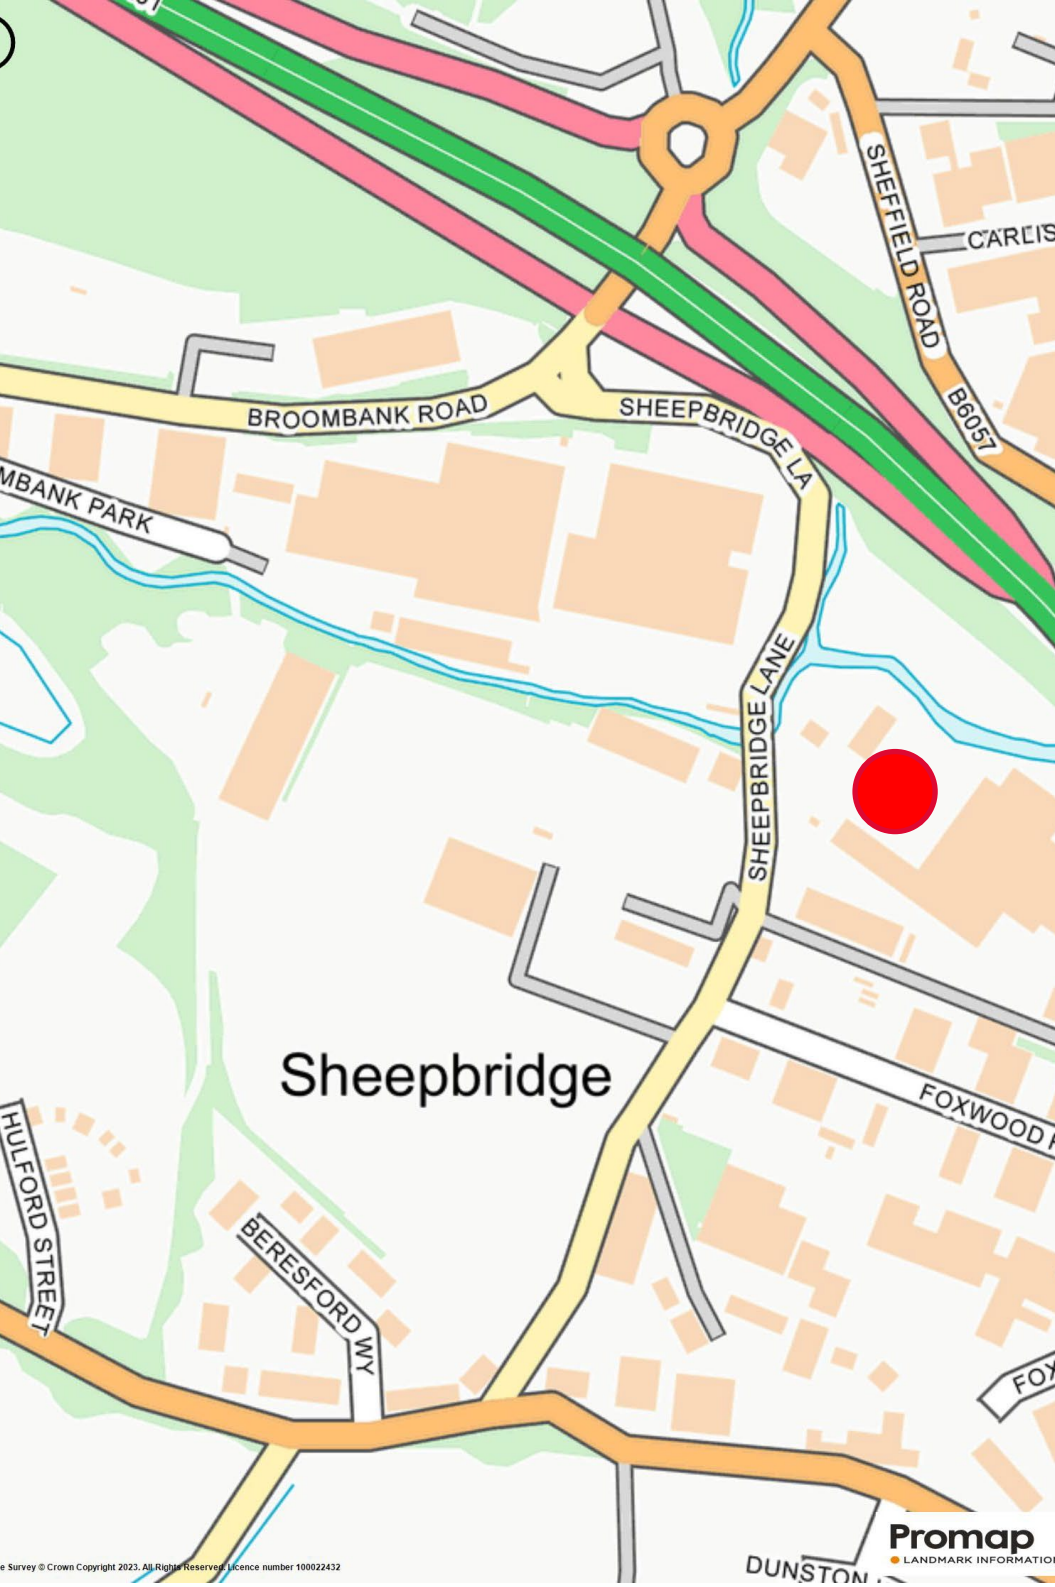 SHEFFIELD ROAD
CARLIS
B6057
BROOMBANK ROAD
SHEEPBRIDGE LA
MBANK PARK
SHEEPBRIDGE LANE
Sheepbridge
FOXWOOD
HULFORD STREET
BERESFORD WY
FOX
DUNSTON
Promap
LANDMARK INFORMATION
e Survey © Crown Copyright 2023. All Rights Reserved. Licence number 100022432